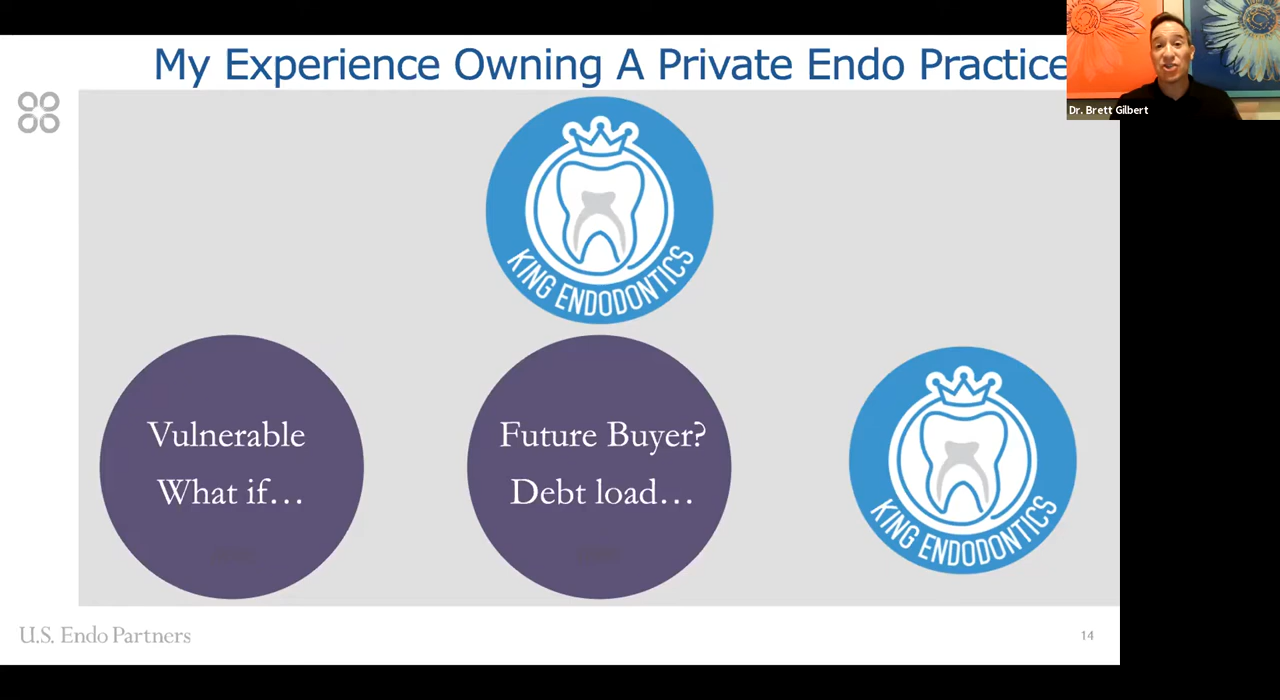 My Experience Owning A Private Endo Practice
Dr. Brett Gilbert
KING ENDODONTICS
Vulnerable
What if…
Future Buyer?
Debt load…
KING ENDODONTICS
U.S. Endo Partners
14